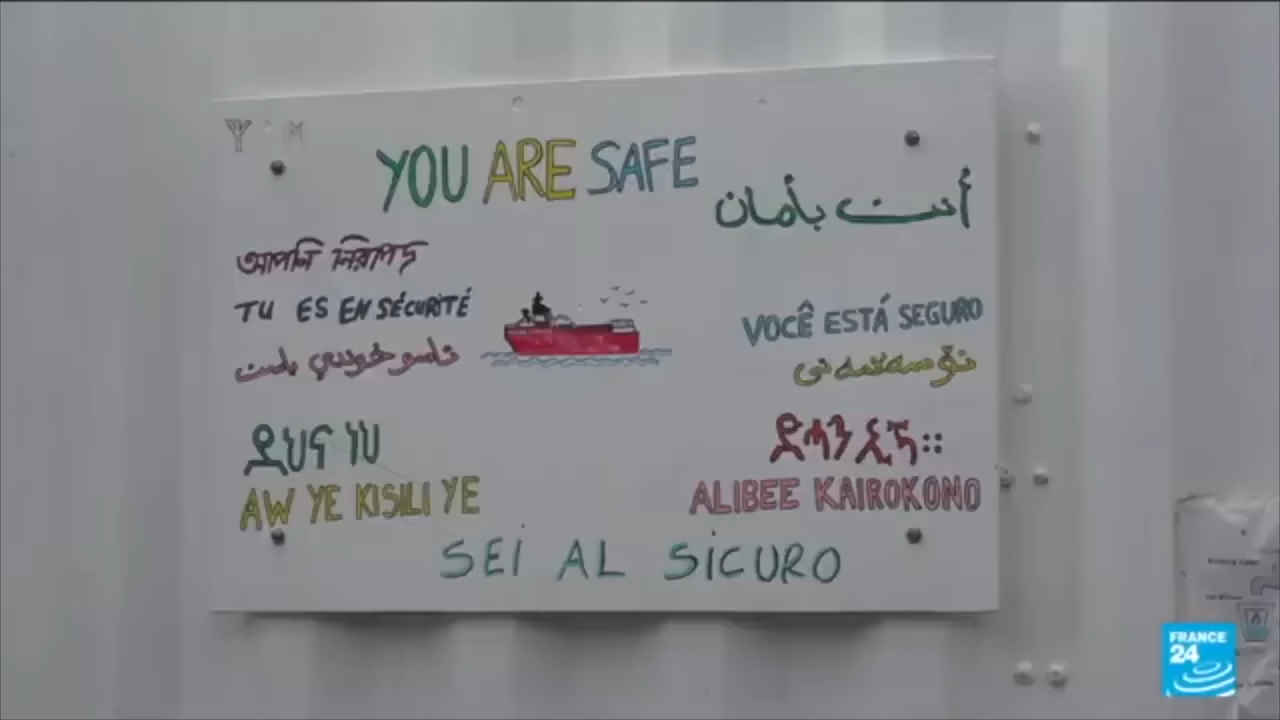 YOU ARE SAFE
أنت بأمان
আপনি নিরাপদ
TU ES EN SÉCURITÉ
VOCÊ ESTÁ SEGURO
ደህና ነህ
ድሓን ኢኻ።
AW YE KISILI YE
ALIBEE KAIROKONO
SEI AL SICURO
FRANCE
24